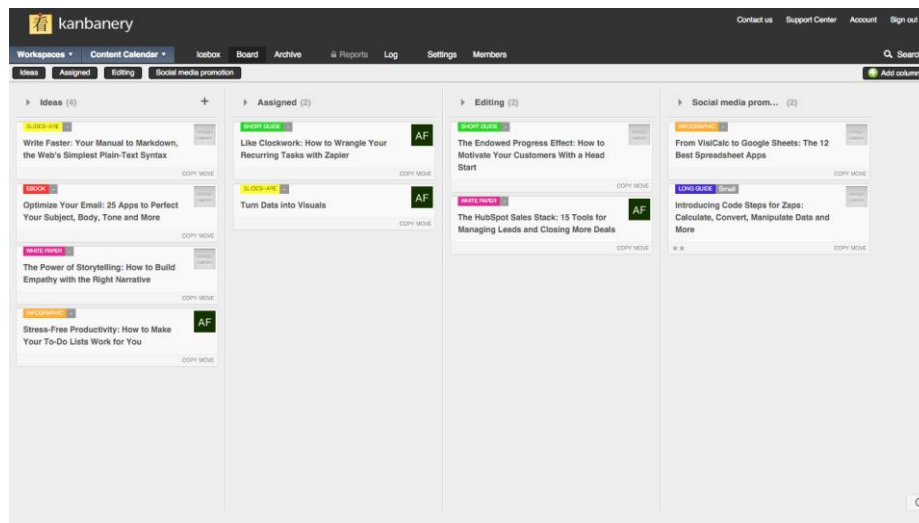 看 kanbanery
Contact us Support Center Account Sign out
Workspaces Content Calendar Icebox Board Archive Reports Log Settings Members Searc
Ideas Assigned Editing Social media promotion Add column
Ideas (4) +
SLIDESHARE -
Write Faster: Your Manual to Markdown,
the Web's Simplest Plain-Text Syntax
COPY MOVE
EBOOK -
Optimize Your Email: 25 Apps to Perfect
Your Subject, Body, Tone and More
COPY MOVE
WHITE PAPER -
The Power of Storytelling: How to Build
Empathy with the Right Narrative
COPY MOVE
INFOGRAPHIC -
AF
Stress-Free Productivity: How to Make
Your To-Do Lists Work for You
COPY MOVE
Assigned (2)
SHORT GUIDE -
AF
Like Clockwork: How to Wrangle Your
Recurring Tasks with Zapier
COPY MOVE
SLIDESHARE -
AF
Turn Data into Visuals
COPY MOVE
Editing (2)
SHORT GUIDE -
The Endowed Progress Effect: How to
Motivate Your Customers With a Head
Start
COPY MOVE
WHITE PAPER -
AF
The HubSpot Sales Stack: 15 Tools for
Managing Leads and Closing More Deals
COPY MOVE
Social media prom... (2)
INFOGRAPHIC -
From VisiCalc to Google Sheets: The 12
Best Spreadsheet Apps
COPY MOVE
LONG GUIDE Small
Introducing Code Steps for Zaps:
Calculate, Convert, Manipulate Data and
More
COPY MOVE